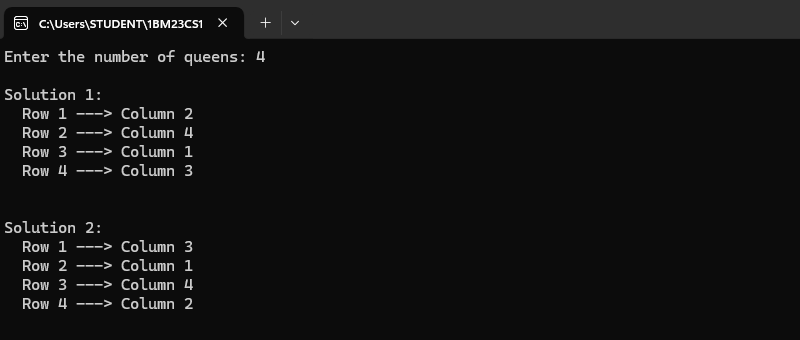 C:\Users\STUDENT\1BM23CS1
Enter the number of queens: 4
Solution 1:
Row 1 ---> Column 2
Row 2 ---> Column 4
Row 3 ---> Column 1
Row 4 ---> Column 3
Solution 2:
Row 1 ---> Column 3
Row 2 ---> Column 1
Row 3 ---> Column 4
Row 4 ---> Column 2